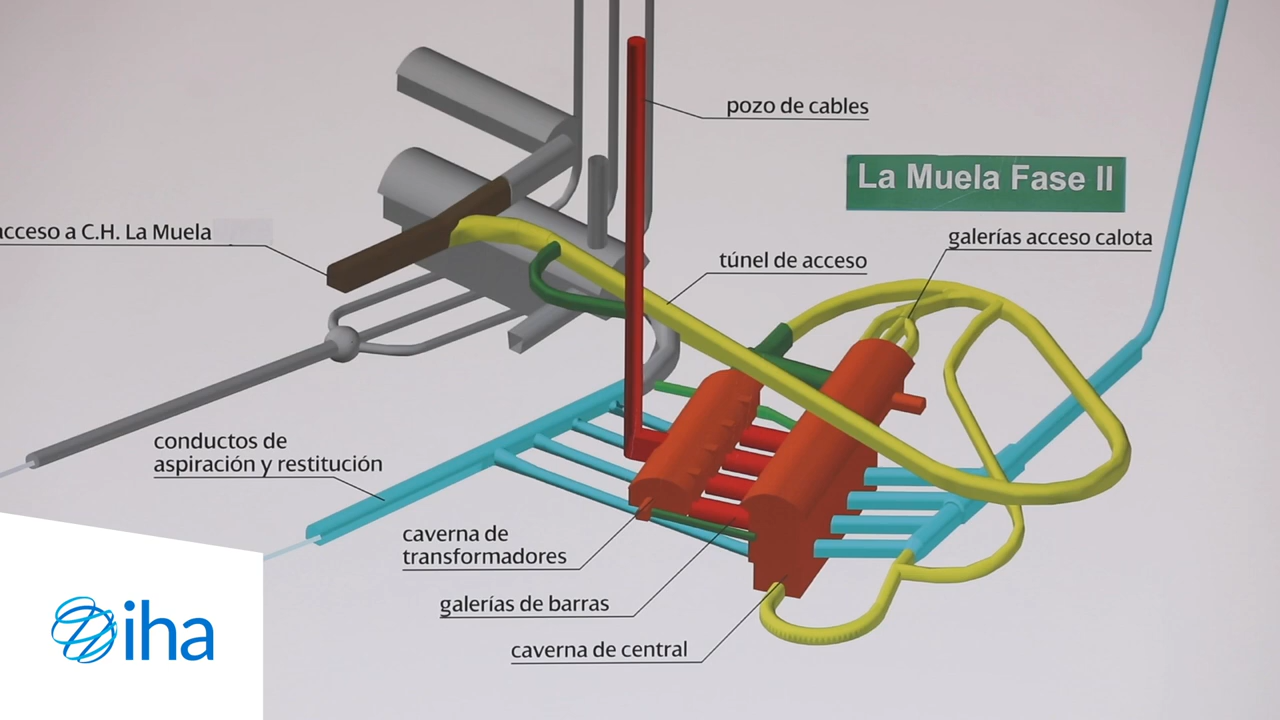 pozo de cables
La Muela Fase II
acceso a C.H. La Muela
galerías acceso calota
túnel de acceso
conductos de
aspiración y restitución
caverna de
transformadores
galerías de barras
caverna de central
iha